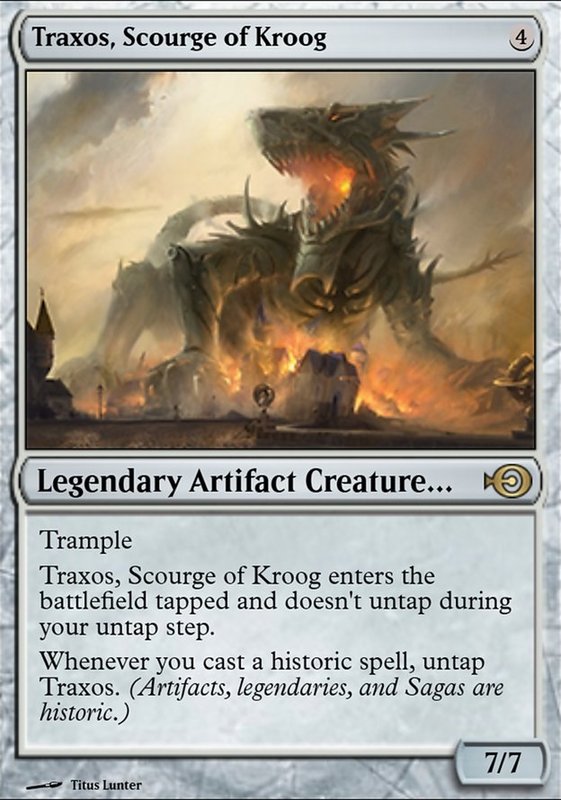 Traxos, Scourge of Kroog
4
Legendary Artifact Creature...
Trample
Traxos, Scourge of Kroog enters the
battlefield tapped and doesn't untap during
your untap step.
Whenever you cast a historic spell, untap
Traxos. (Artifacts, legendaries, and Sagas are
historic.)
7/7
Titus Lunter